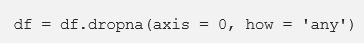 df = df.dropna(axis = 0, how = 'any')